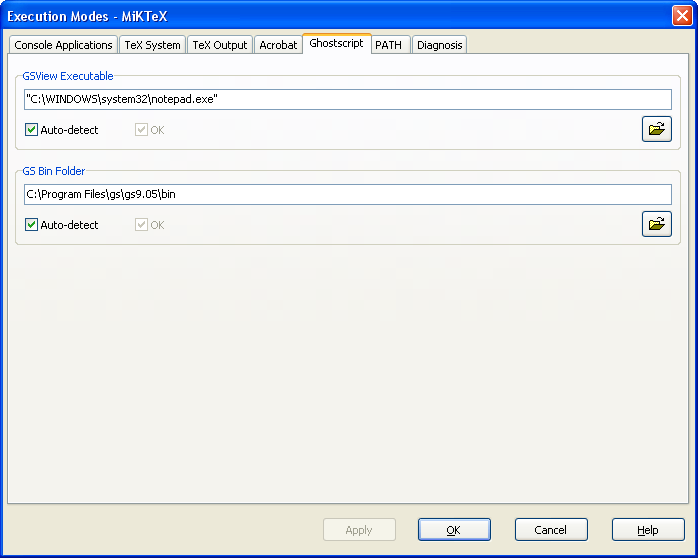 Execution Modes - MiKTeX
Console Applications TeX System TeX Output Acrobat Ghostscript PATH Diagnosis
GSView Executable
"C:\WINDOWS\system32\notepad.exe"
Auto-detect OK
GS Bin Folder
C:\Program Files\gs\gs9.05\bin
Auto-detect OK
Apply OK Cancel Help